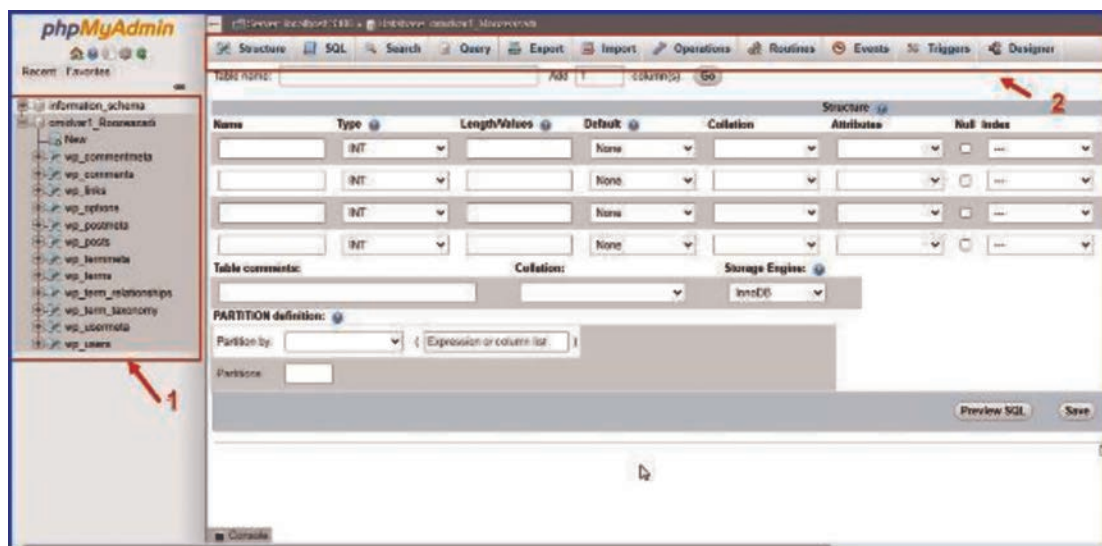 phpMyAdmin
Recent Favorites
information_schema
New
wp_commentmeta
wp_comments
wp_links
wp_options
wp_postmeta
wp_posts
wp_termmeta
wp_terms
wp_term_relationships
wp_term_taxonomy
wp_usermeta
wp_users
1
Structure SQL Search Query Export Import Operations Routines Events Triggers Designer
Table name: Add 1 column(s) Go
2
Structure
Name Type Length/Values Default Collation Attributes Null Index
INT None ---
INT None ---
INT None ---
INT None ---
Table comments: Collation: Storage Engine:
InnoDB
PARTITION definition:
Partition by: ( Expression or column list )
Partitions:
Preview SQL Save
Console